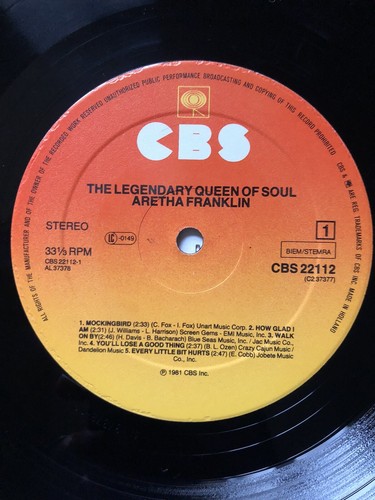 ALL RIGHTS OF THE MANUFACTURER AND OF THE OWNER OF THE RECORDED WORK RESERVED UNAUTHORIZED PUBLIC PERFORMANCE BROADCASTING AND COPYING OF THIS RECORD PROHIBITED
CBS & ARE REG. TRADEMARKS OF CBS INC. MADE IN HOLLAND
CBS
THE LEGENDARY QUEEN OF SOUL
ARETHA FRANKLIN
STEREO
LC -0149
1
33⅓ RPM
BIEM/STEMRA
CBS 22112-1
AL 37378
CBS 22112
(C2 37377)
1. MOCKINGBIRD (2:33) (C. Fox - I. Fox) Unart Music Corp. 2. HOW GLAD I
AM (2:31) (J. Williams - L. Harrison) Screen Gems - EMI Music, Inc. 3. WALK
ON BY(2:46) (H. Davis - B. Bacharach) Blue Seas Music, Inc. / Jac Music Co.,
Inc. 4. YOU'LL LOSE A GOOD THING (2:37) (B. L. Ozen) Crazy Cajun Music /
Dandelion Music 5. EVERY LITTLE BIT HURTS (2:47) (E. Cobb) Jobete Music
Co., Inc.
℗ 1981 CBS Inc.